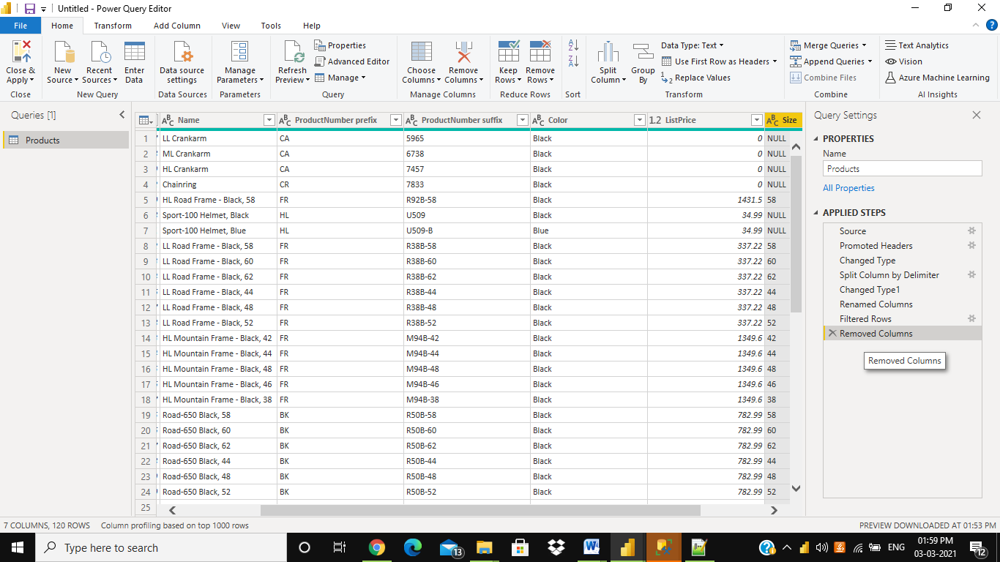 Untitled - Power Query Editor
File Home Transform Add Column View Tools Help
Close & Apply
Close
New Source
Recent Sources
Enter Data
New Query
Data source settings
Data Sources
Manage Parameters
Parameters
Refresh Preview
Properties
Advanced Editor
Manage
Query
Choose Columns
Remove Columns
Manage Columns
Keep Rows
Remove Rows
Reduce Rows
Sort
Split Column
Group By
Data Type: Text
Use First Row as Headers
Replace Values
Transform
Merge Queries
Append Queries
Combine Files
Combine
Text Analytics
Vision
Azure Machine Learning
AI Insights
Queries [1]
Products
Name ProductNumber prefix ProductNumber suffix Color 1.2 ListPrice Size
1 LL Crankarm CA 5965 Black 0 NULL
2 ML Crankarm CA 6738 Black 0 NULL
3 HL Crankarm CA 7457 Black 0 NULL
4 Chainring CR 7833 Black 0 NULL
5 HL Road Frame - Black, 58 FR R92B-58 Black 1431.5 58
6 Sport-100 Helmet, Black HL U509 Black 34.99 NULL
7 Sport-100 Helmet, Blue HL U509-B Blue 34.99 NULL
8 LL Road Frame - Black, 58 FR R38B-58 Black 337.22 58
9 LL Road Frame - Black, 60 FR R38B-60 Black 337.22 60
10 LL Road Frame - Black, 62 FR R38B-62 Black 337.22 62
11 LL Road Frame - Black, 44 FR R38B-44 Black 337.22 44
12 LL Road Frame - Black, 48 FR R38B-48 Black 337.22 48
13 LL Road Frame - Black, 52 FR R38B-52 Black 337.22 52
14 HL Mountain Frame - Black, 42 FR M94B-42 Black 1349.6 42
15 HL Mountain Frame - Black, 44 FR M94B-44 Black 1349.6 44
16 HL Mountain Frame - Black, 48 FR M94B-48 Black 1349.6 48
17 HL Mountain Frame - Black, 46 FR M94B-46 Black 1349.6 46
18 HL Mountain Frame - Black, 38 FR M94B-38 Black 1349.6 38
19 Road-650 Black, 58 BK R50B-58 Black 782.99 58
20 Road-650 Black, 60 BK R50B-60 Black 782.99 60
21 Road-650 Black, 62 BK R50B-62 Black 782.99 62
22 Road-650 Black, 44 BK R50B-44 Black 782.99 44
23 Road-650 Black, 48 BK R50B-48 Black 782.99 48
24 Road-650 Black, 52 BK R50B-52 Black 782.99 52
25
Query Settings
PROPERTIES
Name
Products
All Properties
APPLIED STEPS
Source
Promoted Headers
Changed Type
Split Column by Delimiter
Changed Type1
Renamed Columns
Filtered Rows
Removed Columns
Removed Columns
7 COLUMNS, 120 ROWS Column profiling based on top 1000 rows PREVIEW DOWNLOADED AT 01:53 PM
Type here to search
13
ENG
01:59 PM
03-03-2021
12